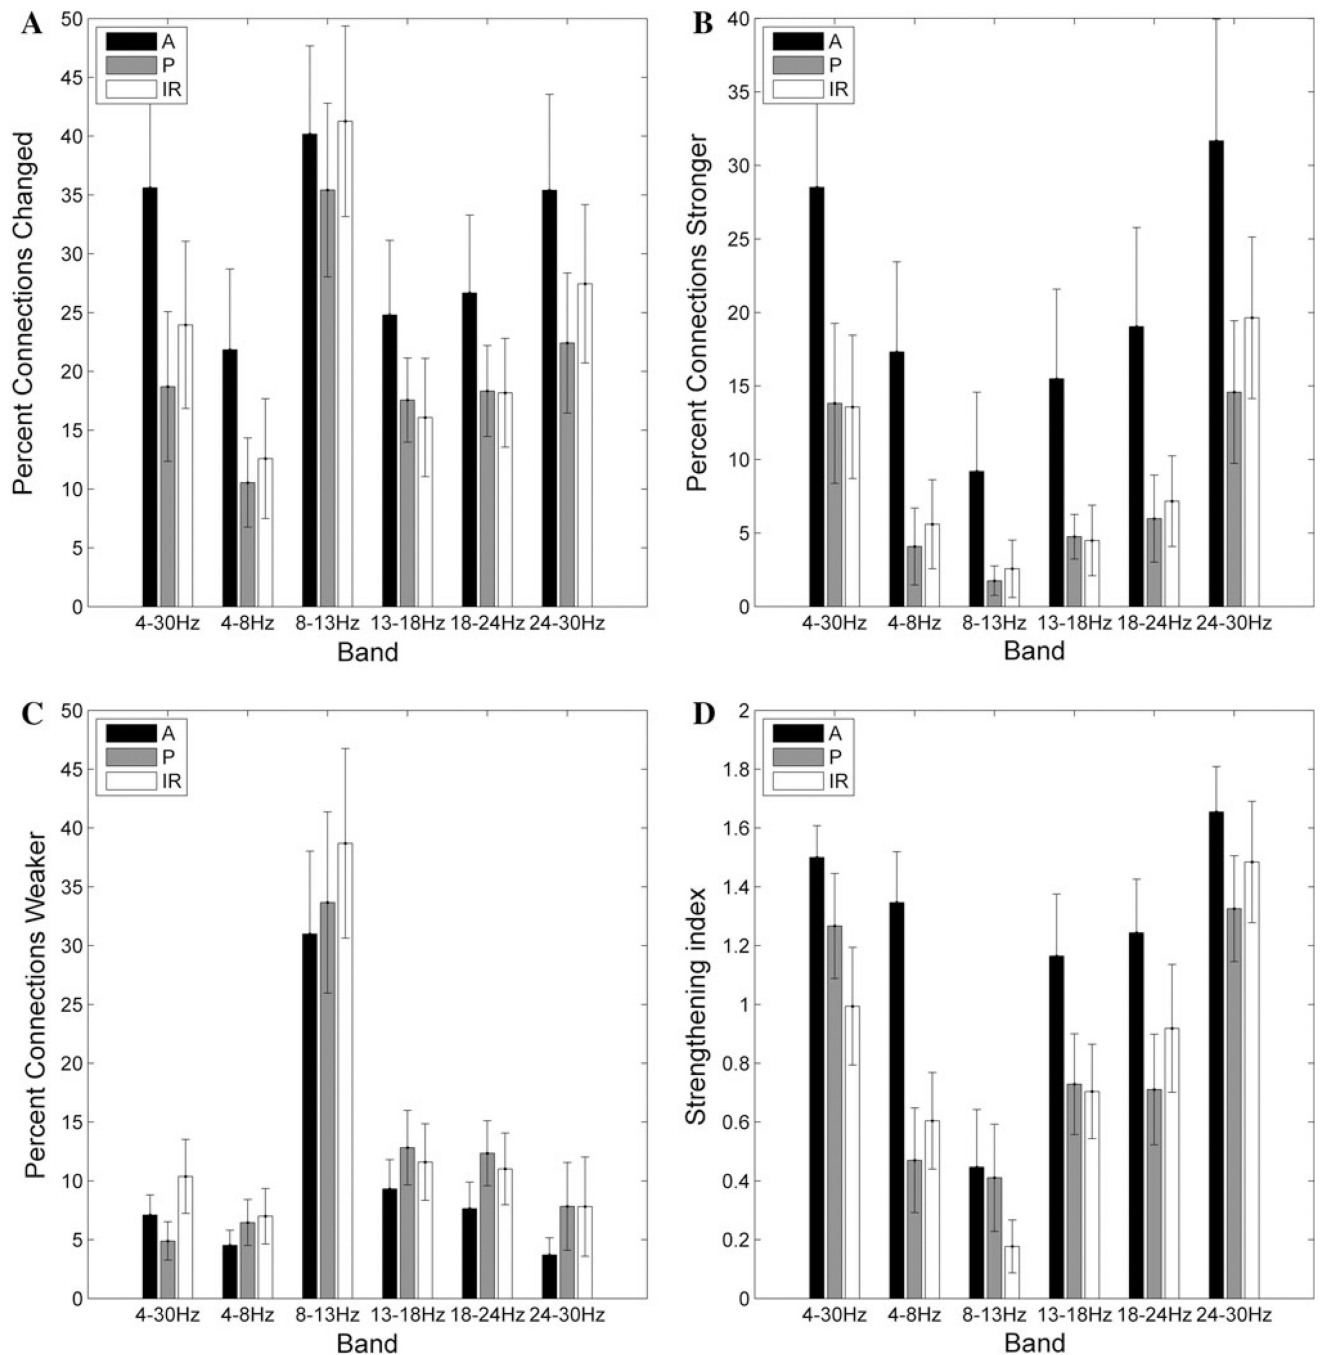 A
50
45
40
35
30
25
20
15
10
5
0
Percent Connections Changed
A
P
IR
4-30Hz 4-8Hz 8-13Hz 13-18Hz 18-24Hz 24-30Hz
Band
B
40
35
30
25
20
15
10
5
0
Percent Connections Stronger
A
P
IR
4-30Hz 4-8Hz 8-13Hz 13-18Hz 18-24Hz 24-30Hz
Band
C
50
45
40
35
30
25
20
15
10
5
0
Percent Connections Weaker
A
P
IR
4-30Hz 4-8Hz 8-13Hz 13-18Hz 18-24Hz 24-30Hz
Band
D
2
1.8
1.6
1.4
1.2
1
0.8
0.6
0.4
0.2
0
Strengthening index
A
P
IR
4-30Hz 4-8Hz 8-13Hz 13-18Hz 18-24Hz 24-30Hz
Band